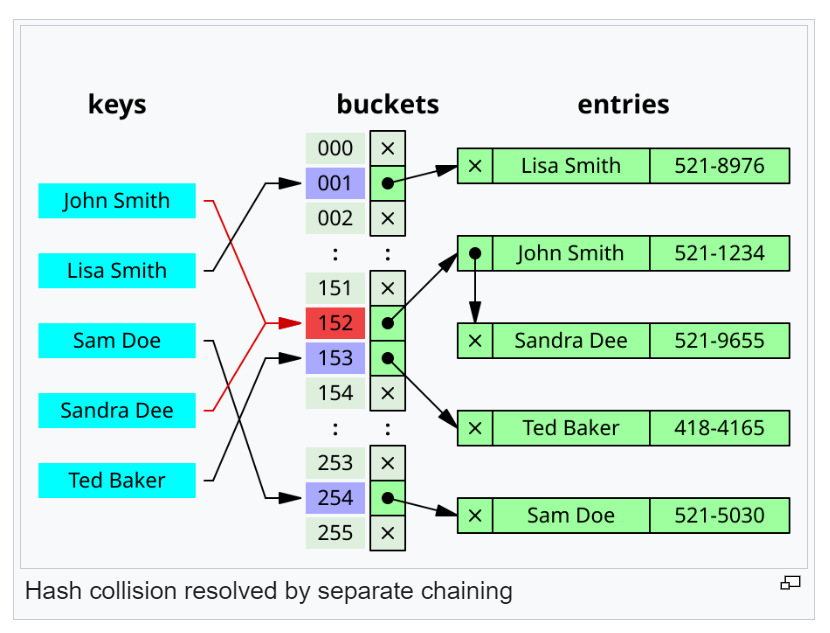 keys buckets entries
000 ×
Lisa Smith 521-8976
001
John Smith
002 ×
: :
John Smith 521-1234
Lisa Smith
151 ×
152
Sam Doe
× Sandra Dee 521-9655
153
154 ×
Sandra Dee
: :
× Ted Baker 418-4165
253 ×
Ted Baker
254
× Sam Doe 521-5030
255 ×
Hash collision resolved by separate chaining